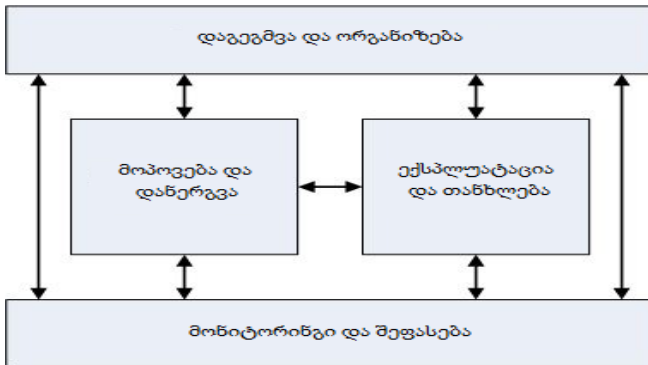 დაგეგმვა და ორგანიზება
მოპოვება და
დანერგვა
ექსპლუატაცია
და თანხლება
მონიტორინგი და შეფასება